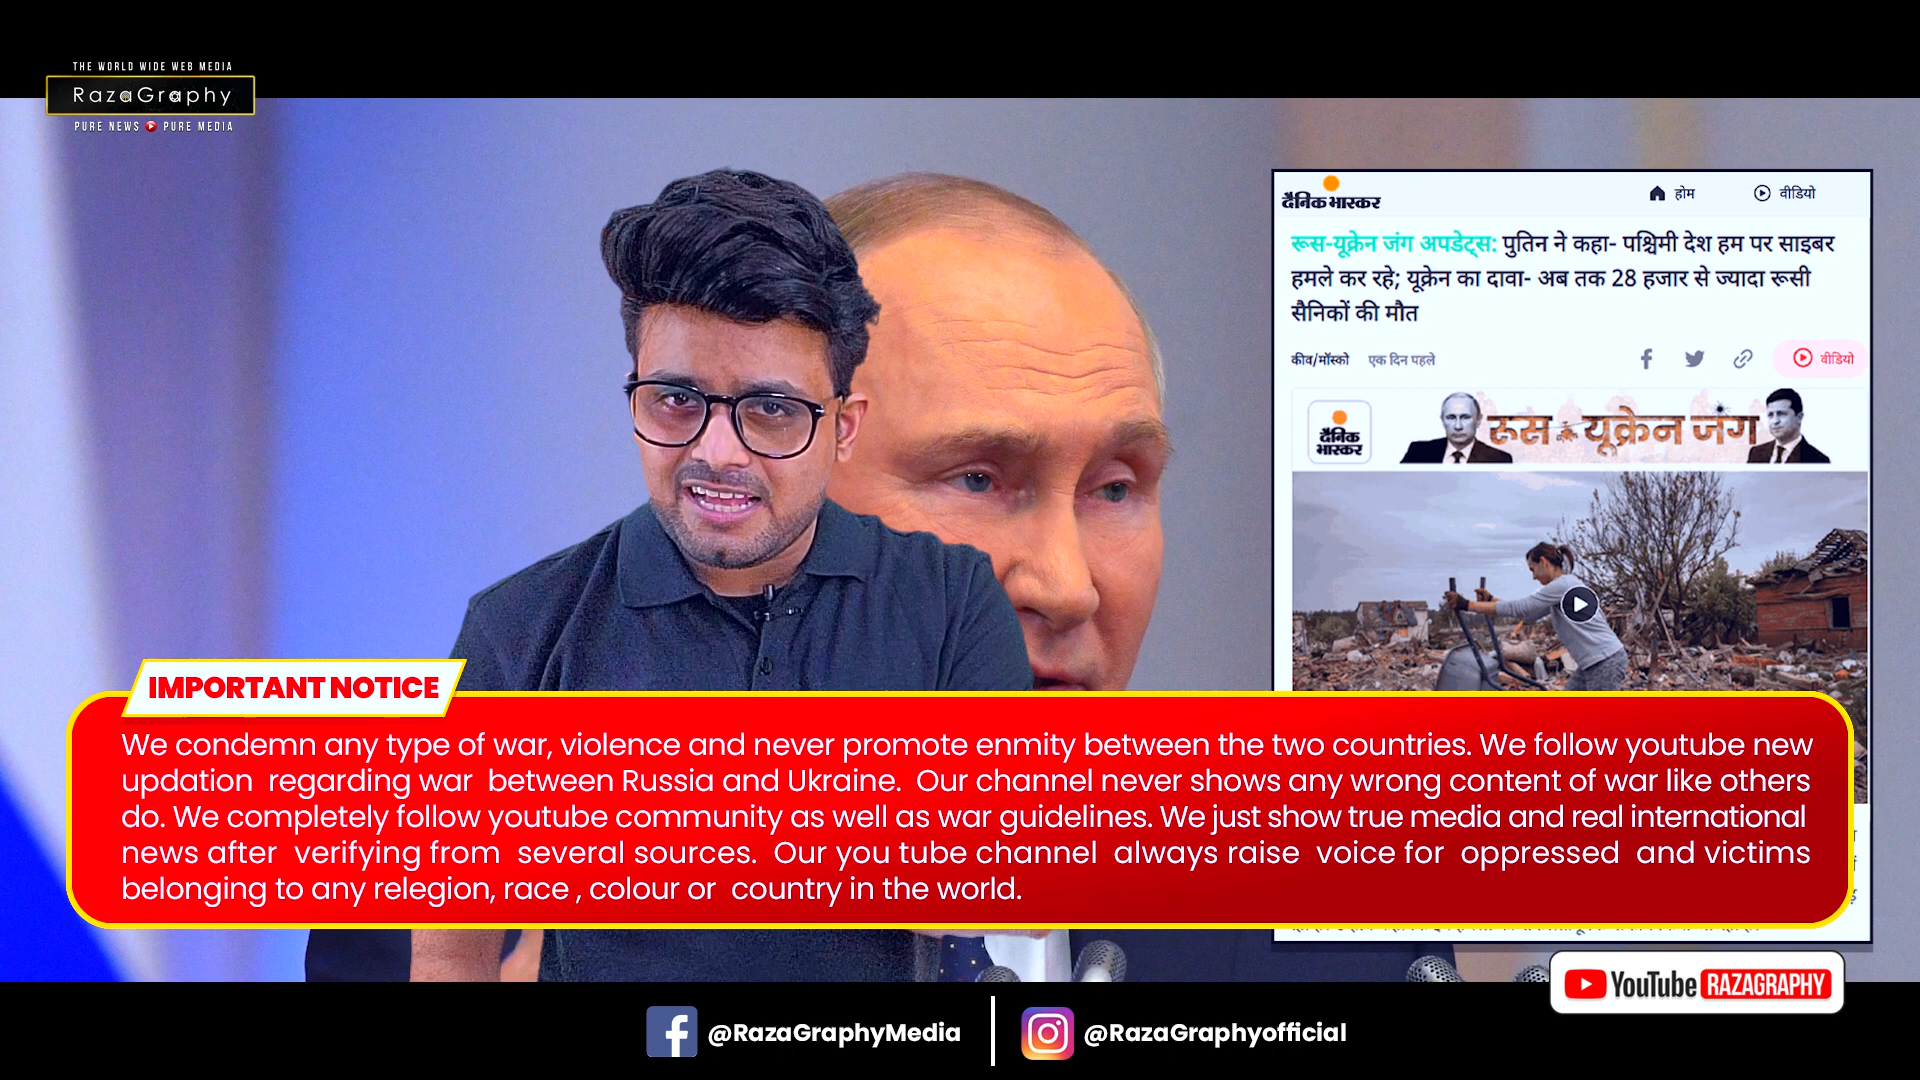 THE WORLD WIDE WEB MEDIA
RazaGraphy
PURE NEWS PURE MEDIA
दैनिक भास्कर
होम
वीडियो
रूस-यूक्रेन जंग अपडेट्स: पुतिन ने कहा- पश्चिमी देश हम पर साइबर
हमले कर रहे; यूक्रेन का दावा- अब तक 28 हजार से ज्यादा रूसी
सैनिकों की मौत
कीव/मॉस्को एक दिन पहले
वीडियो
दैनिक
भास्कर
रूस यूक्रेन जंग
IMPORTANT NOTICE
We condemn any type of war, violence and never promote enmity between the two countries. We follow youtube new
updation regarding war between Russia and Ukraine. Our channel never shows any wrong content of war like others
do. We completely follow youtube community as well as war guidelines. We just show true media and real international
news after verifying from several sources. Our you tube channel always raise voice for oppressed and victims
belonging to any relegion, race , colour or country in the world.
YouTube RAZAGRAPHY
@RazaGraphyMedia
@RazaGraphyofficial